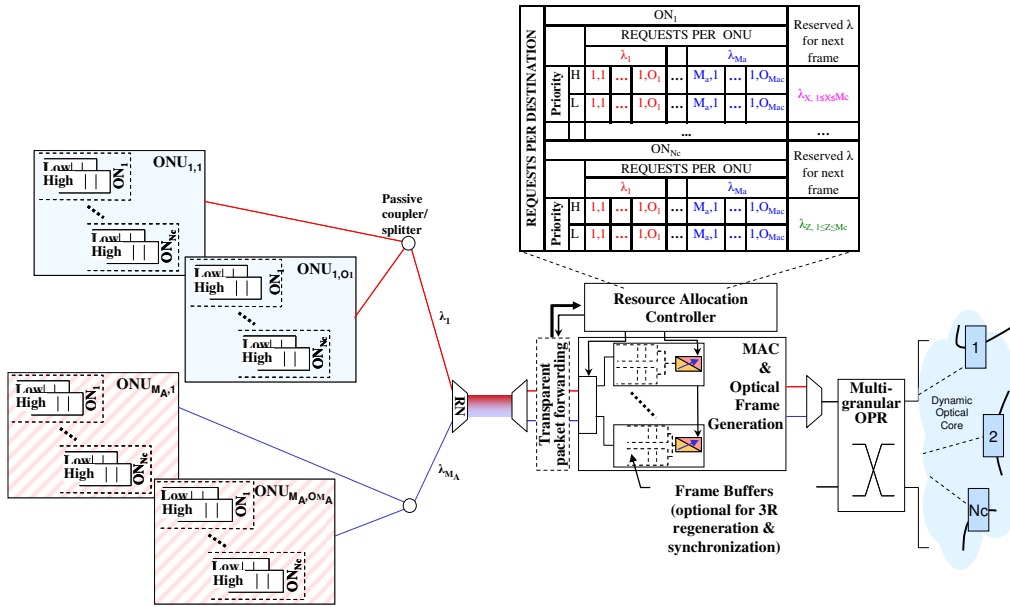 REQUESTS PER DESTINATION
ON1
REQUESTS PER ONU
Reserved λ
for next
frame
λ1 λMa
Priority
H 1,1 ... 1,O1 ... Ma,1 ... 1,OMac
L 1,1 ... 1,O1 ... Ma,1 ... 1,OMac
λX, 1≤X≤Mc
... ...
ONNc
REQUESTS PER ONU
Reserved λ
for next
frame
λ1 λMa
Priority
H 1,1 ... 1,O1 ... Ma,1 ... 1,OMac
L 1,1 ... 1,O1 ... Ma,1 ... 1,OMac
λZ, 1≤Z≤Mc
ONU1,1
Low
High
ON1
Low
High
ONNc
ONU1,O1
Low
High
ON1
Low
High
ONNc
Passive
coupler/
splitter
λ1
ONUMA,1
Low
High
ON1
Low
High
ONNc
ONUMA,OMA
Low
High
ON1
Low
High
ONNc
λMA
RN
Transparent
packet forwarding
Resource Allocation
Controller
MAC
&
Optical
Frame
Generation
Frame Buffers
(optional for 3R
regeneration &
synchronization)
Multi-
granular
OPR
Dynamic
Optical
Core
1
2
Nc